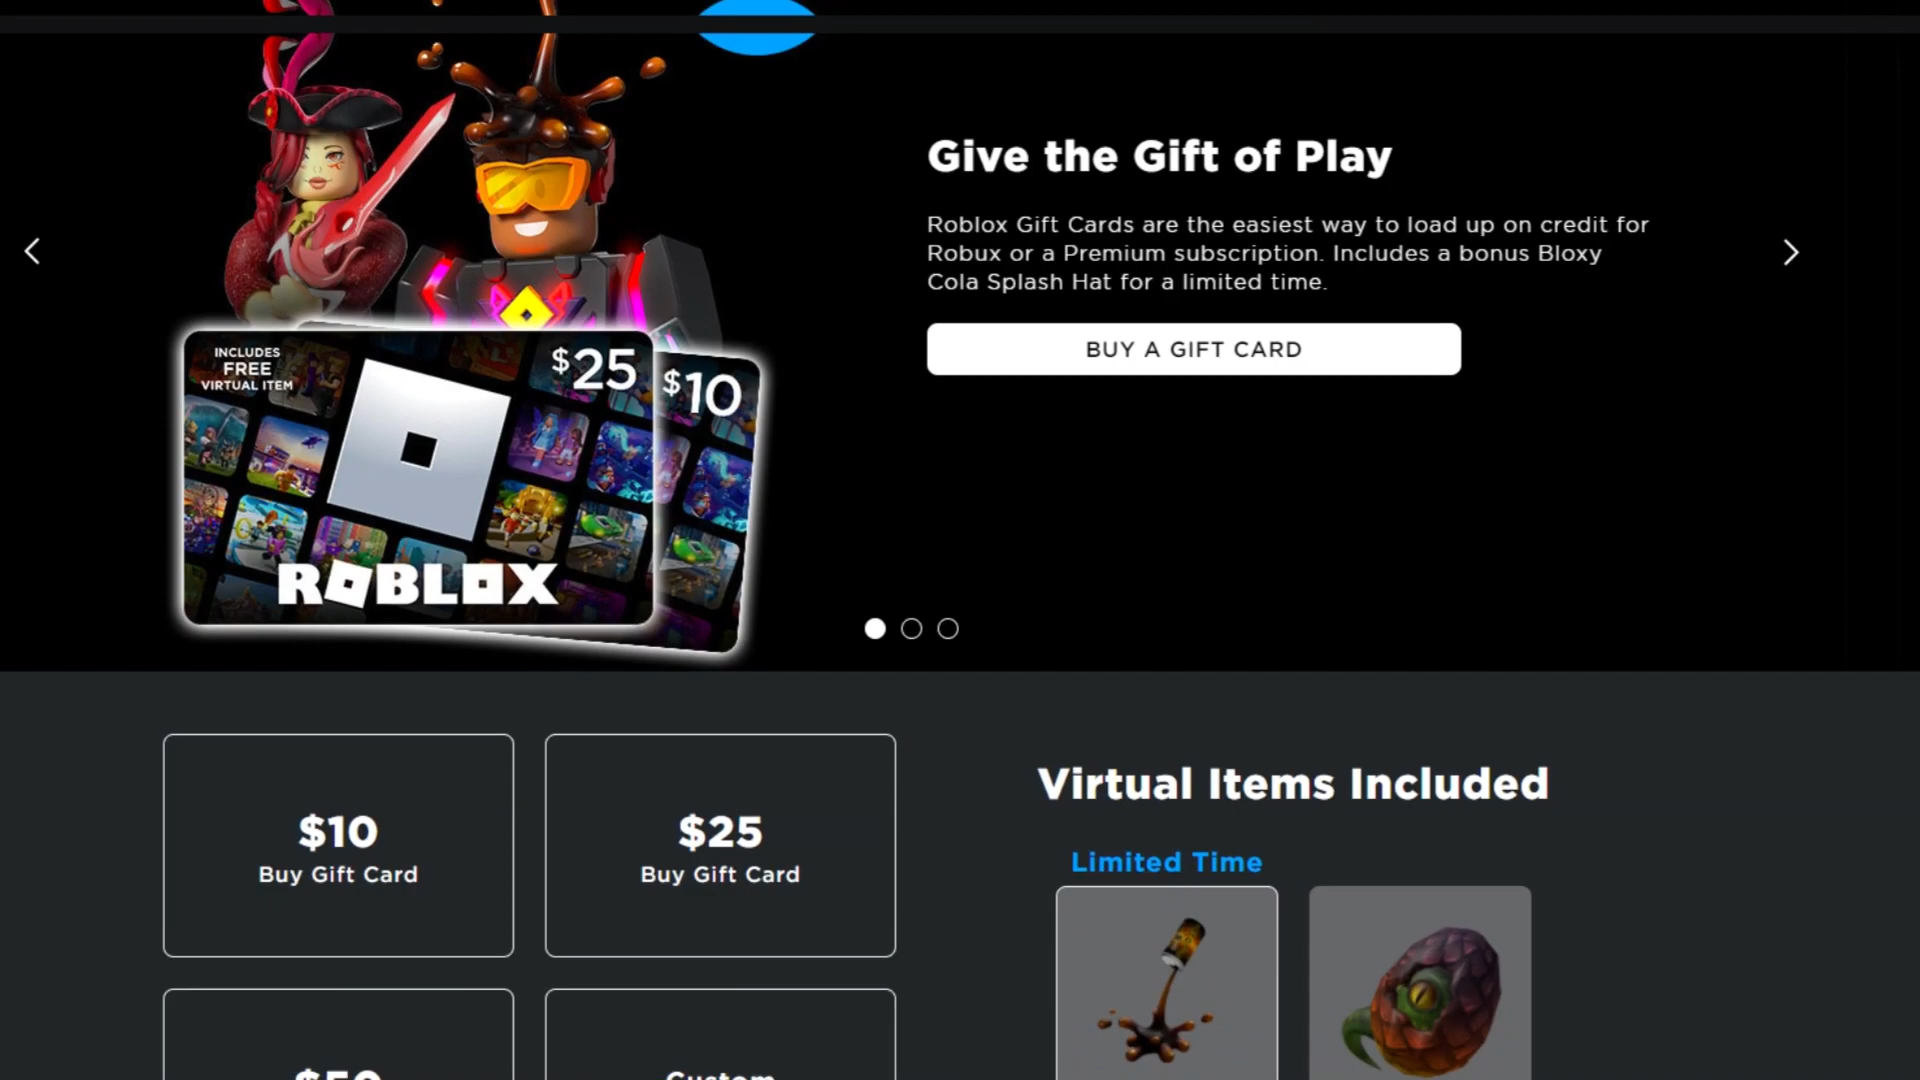 Give the Gift of Play
Roblox Gift Cards are the easiest way to load up on credit for
Robux or a Premium subscription. Includes a bonus Bloxy
Cola Splash Hat for a limited time.
BUY A GIFT CARD
INCLUDES
FREE
VIRTUAL ITEM
$25
$10
ROBLOX
$10
Buy Gift Card
$25
Buy Gift Card
$50
Custom
Virtual Items Included
Limited Time